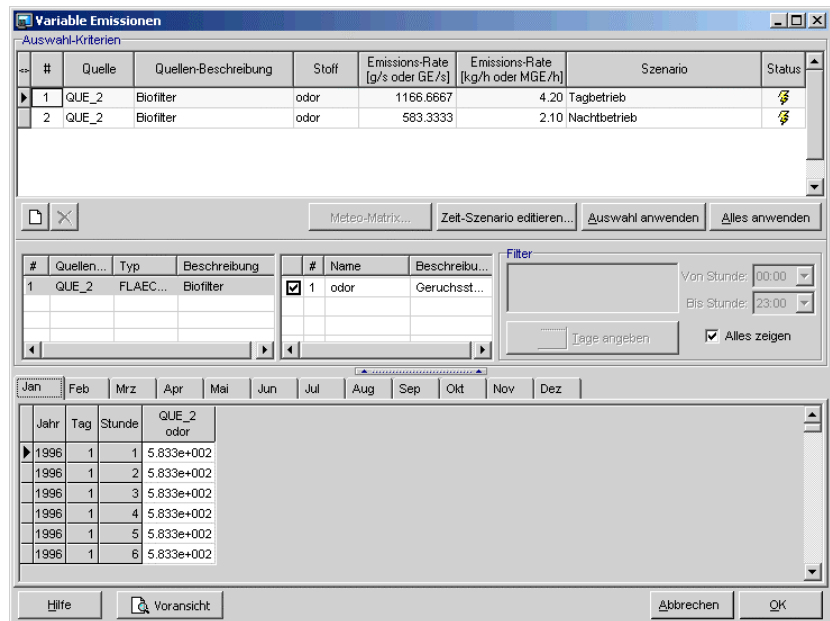 Variable Emissionen
Auswahl-Kriterien
<=> # Quelle Quellen-Beschreibung Stoff Emissions-Rate [g/s oder GE/s] Emissions-Rate [kg/h oder MGE/h] Szenario Status
1 QUE_2 Biofilter odor 1166.6667 4.20 Tagbetrieb
2 QUE_2 Biofilter odor 583.3333 2.10 Nachtbetrieb
Meteo-Matrix... Zeit-Szenario editieren... Auswahl anwenden Alles anwenden
# Quellen... Typ Beschreibung
1 QUE_2 FLAEC... Biofilter
# Name Beschreibu...
1 odor Geruchsst...
Filter
Von Stunde: 00:00
Bis Stunde: 23:00
Tage angeben Alles zeigen
Jan Feb Mrz Apr Mai Jun Jul Aug Sep Okt Nov Dez
Jahr Tag Stunde QUE_2 odor
1996 1 1 5.833e+002
1996 1 2 5.833e+002
1996 1 3 5.833e+002
1996 1 4 5.833e+002
1996 1 5 5.833e+002
1996 1 6 5.833e+002
Hilfe Voransicht Abbrechen OK